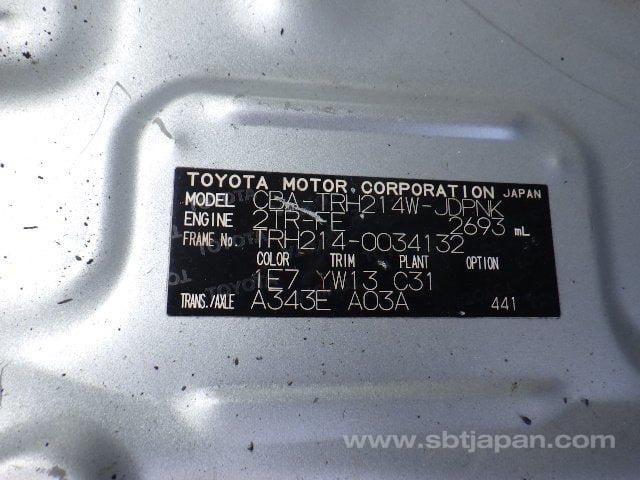 TOYOTA MOTOR CORPORATION JAPAN
MODEL CBA-TRH214W-JDPNK
ENGINE 2TR-FE 2693 mL
FRAME No. TRH214-0034132
COLOR TRIM PLANT OPTION
1E7 YW13 C31
TRANS./AXLE A343E A03A 441
www.sbtjapan.com